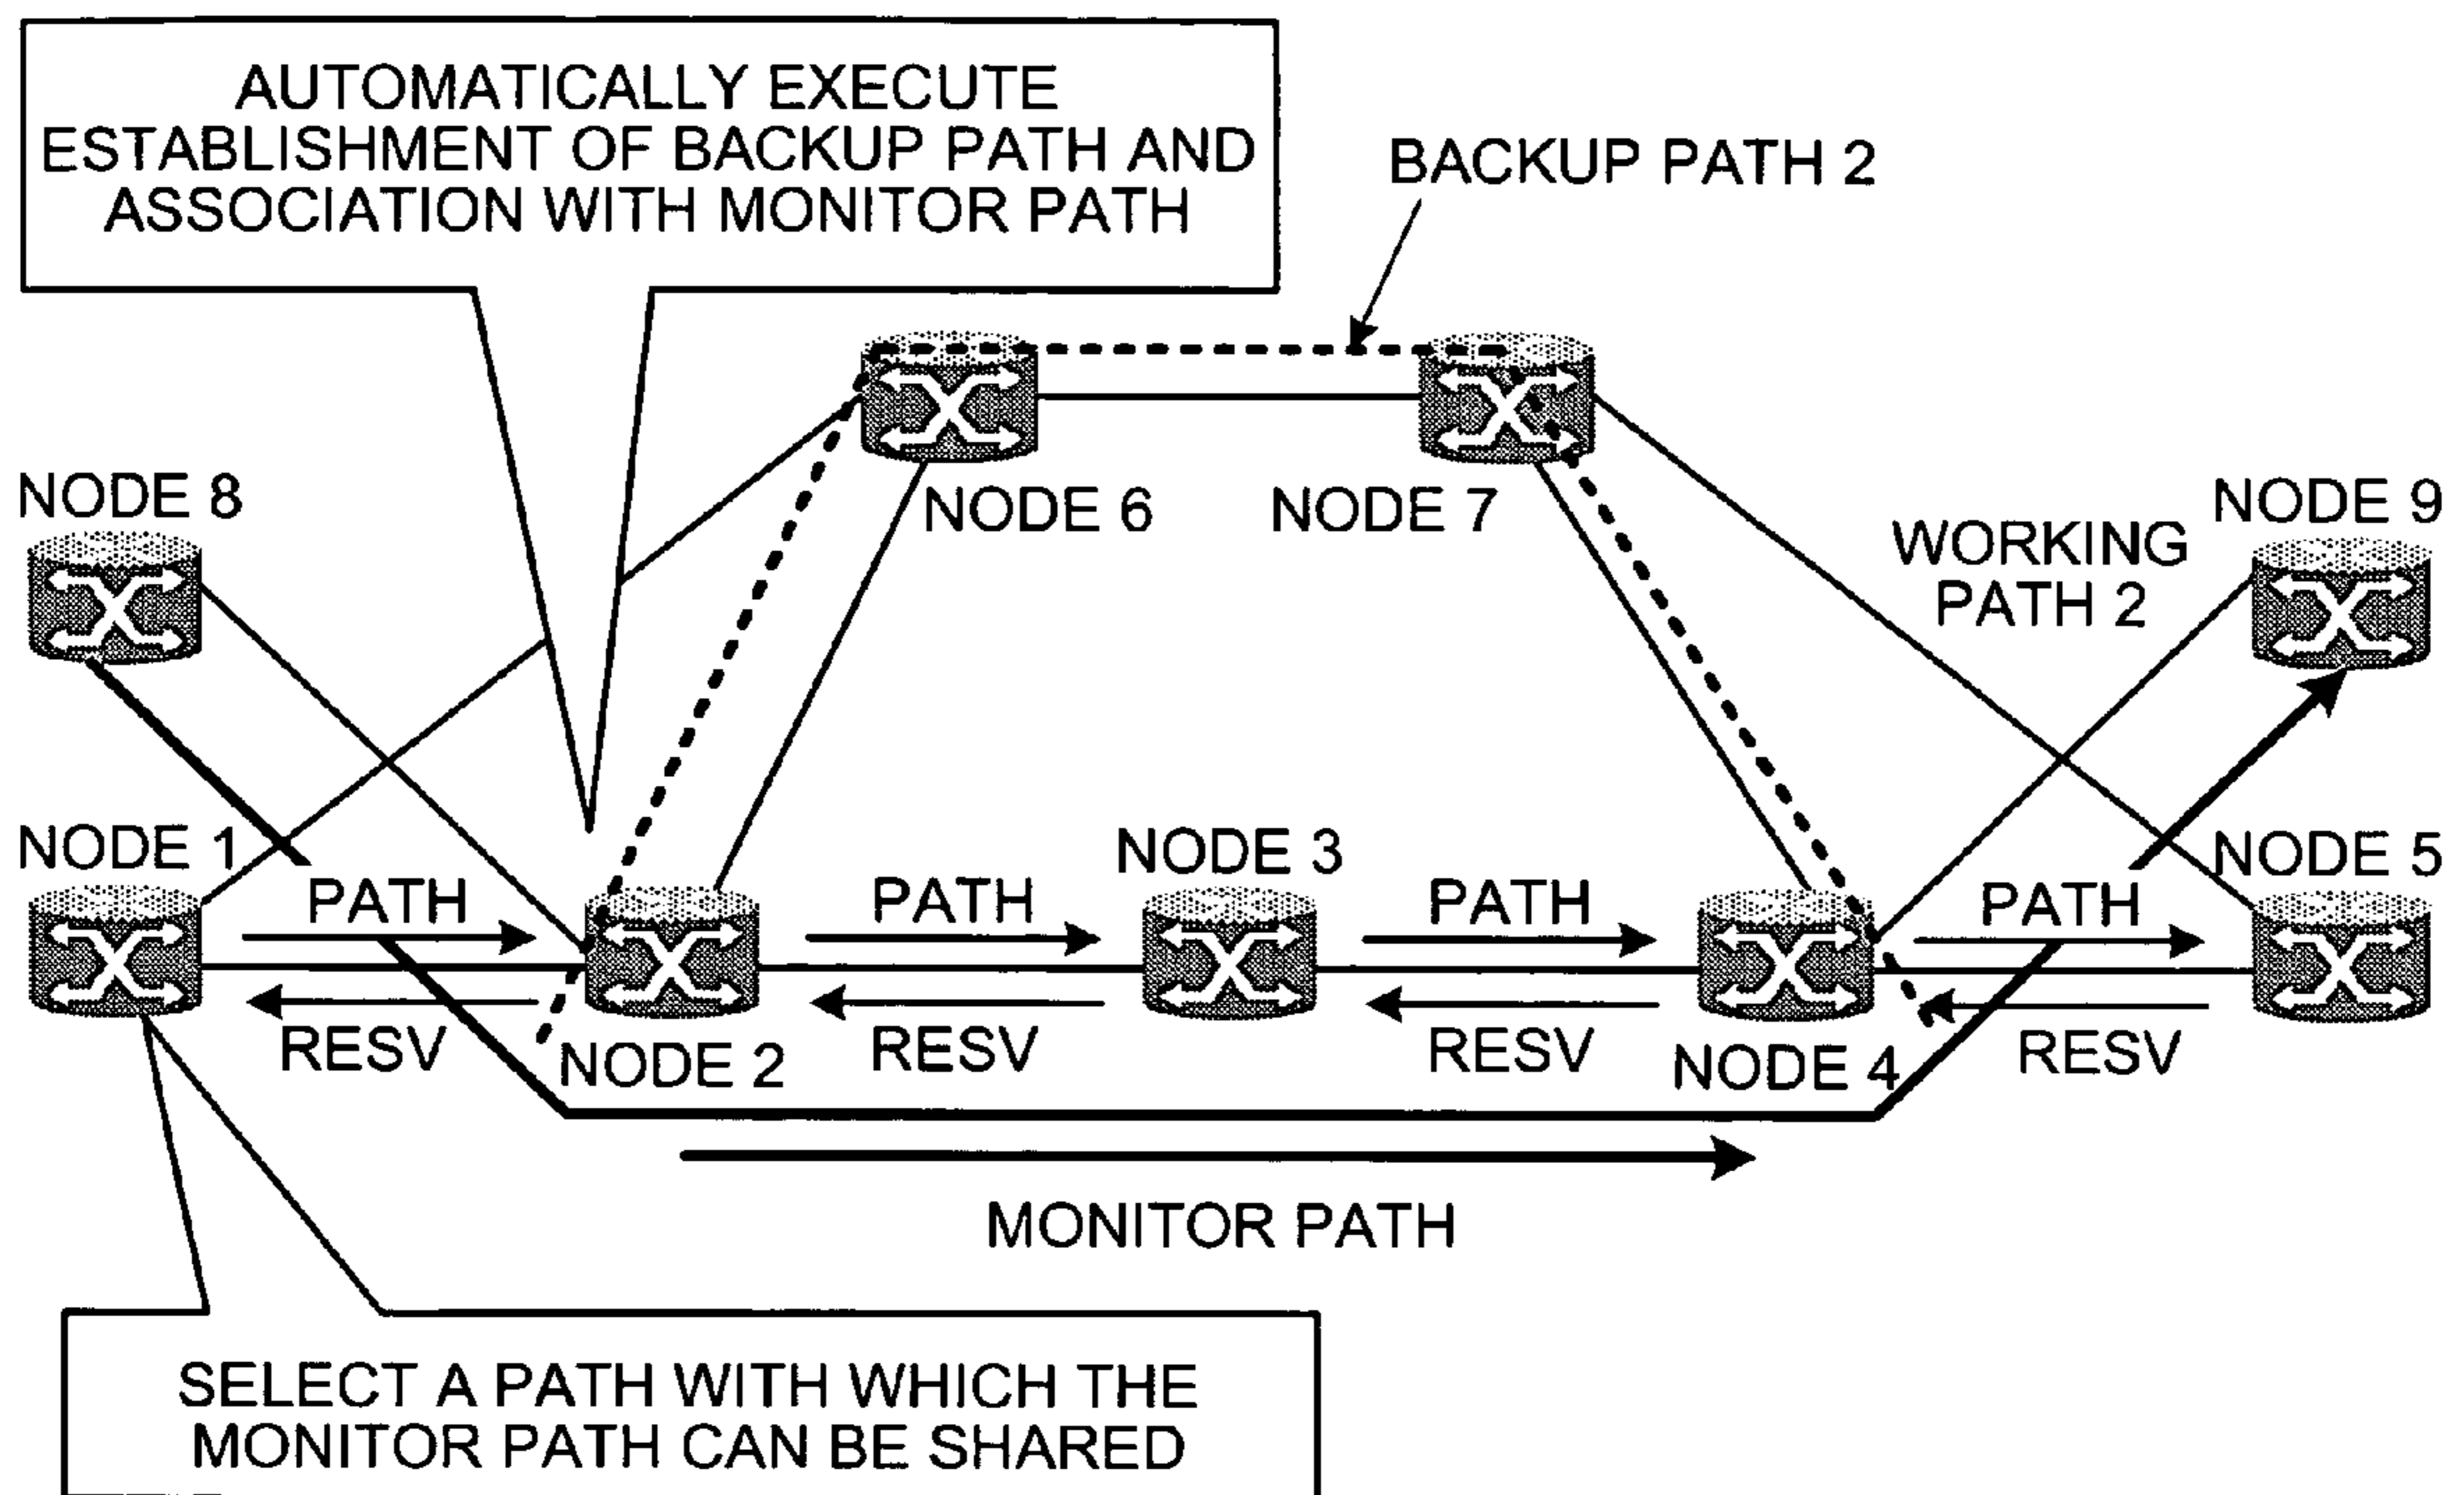 AUTOMATICALLY EXECUTE
ESTABLISHMENT OF BACKUP PATH AND
ASSOCIATION WITH MONITOR PATH
BACKUP PATH 2
NODE 8
NODE 6
NODE 7
NODE 9
WORKING
PATH 2
NODE 1
NODE 3
NODE 5
PATH
PATH
PATH
PATH
RESV
NODE 2
RESV
RESV
NODE 4
RESV
MONITOR PATH
SELECT A PATH WITH WHICH THE
MONITOR PATH CAN BE SHARED